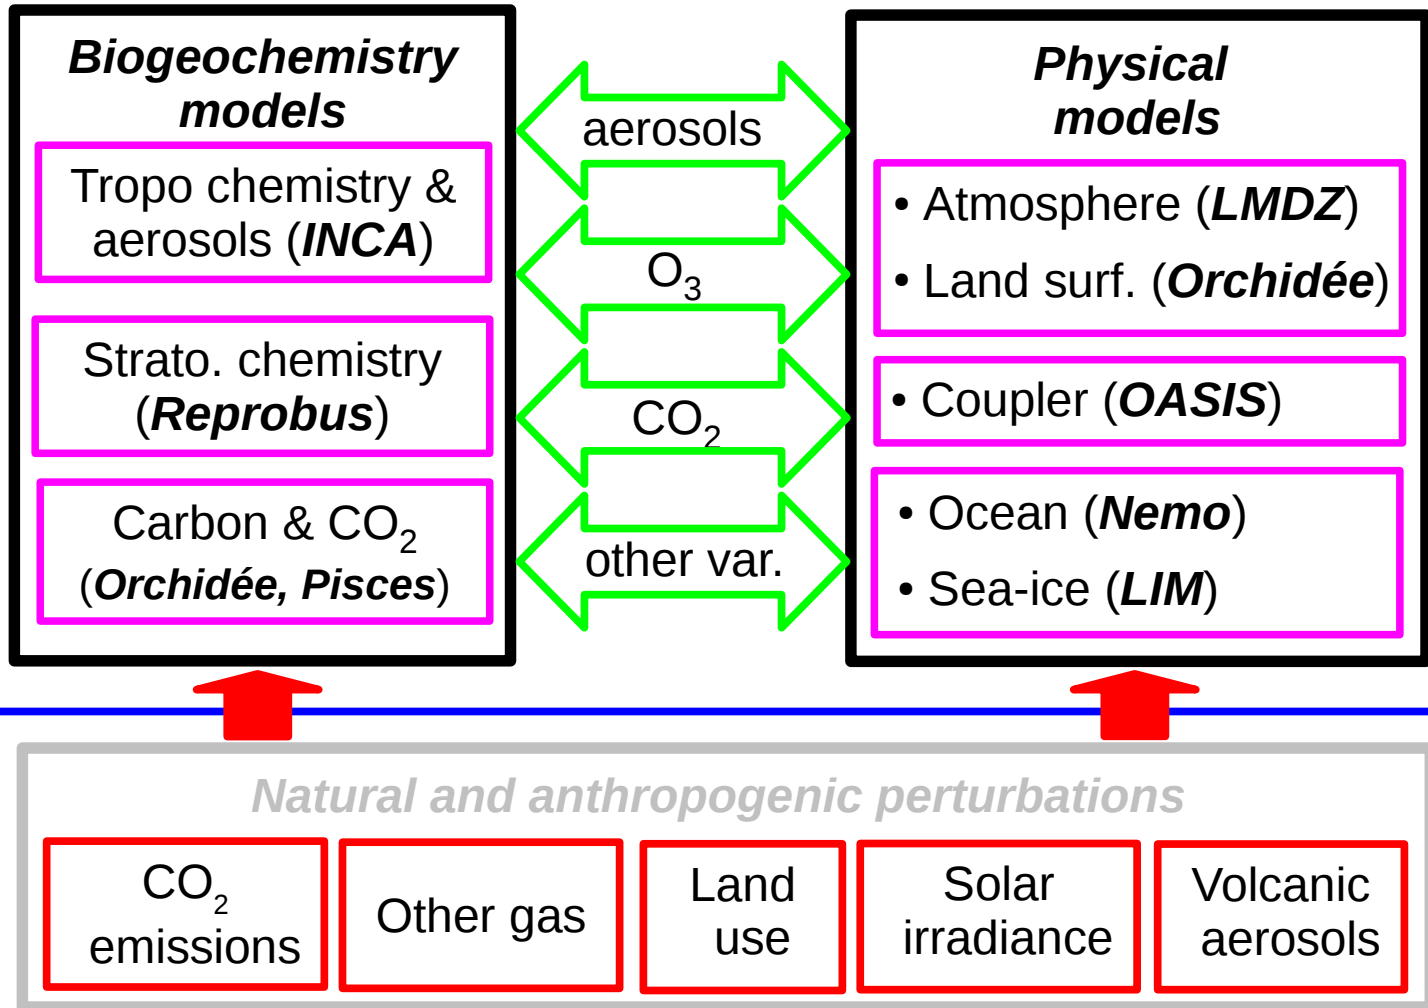 Biogeochemistry
models
Tropo chemistry &
aerosols (INCA)
Strato. chemistry
(Reprobus)
Carbon & CO₂
(Orchidée, Pisces)
aerosols
O₃
CO₂
other var.
Physical
models
• Atmosphere (LMDZ)
• Land surf. (Orchidée)
• Coupler (OASIS)
• Ocean (Nemo)
• Sea-ice (LIM)
Natural and anthropogenic perturbations
CO₂
emissions
Other gas
Land
use
Solar
irradiance
Volcanic
aerosols